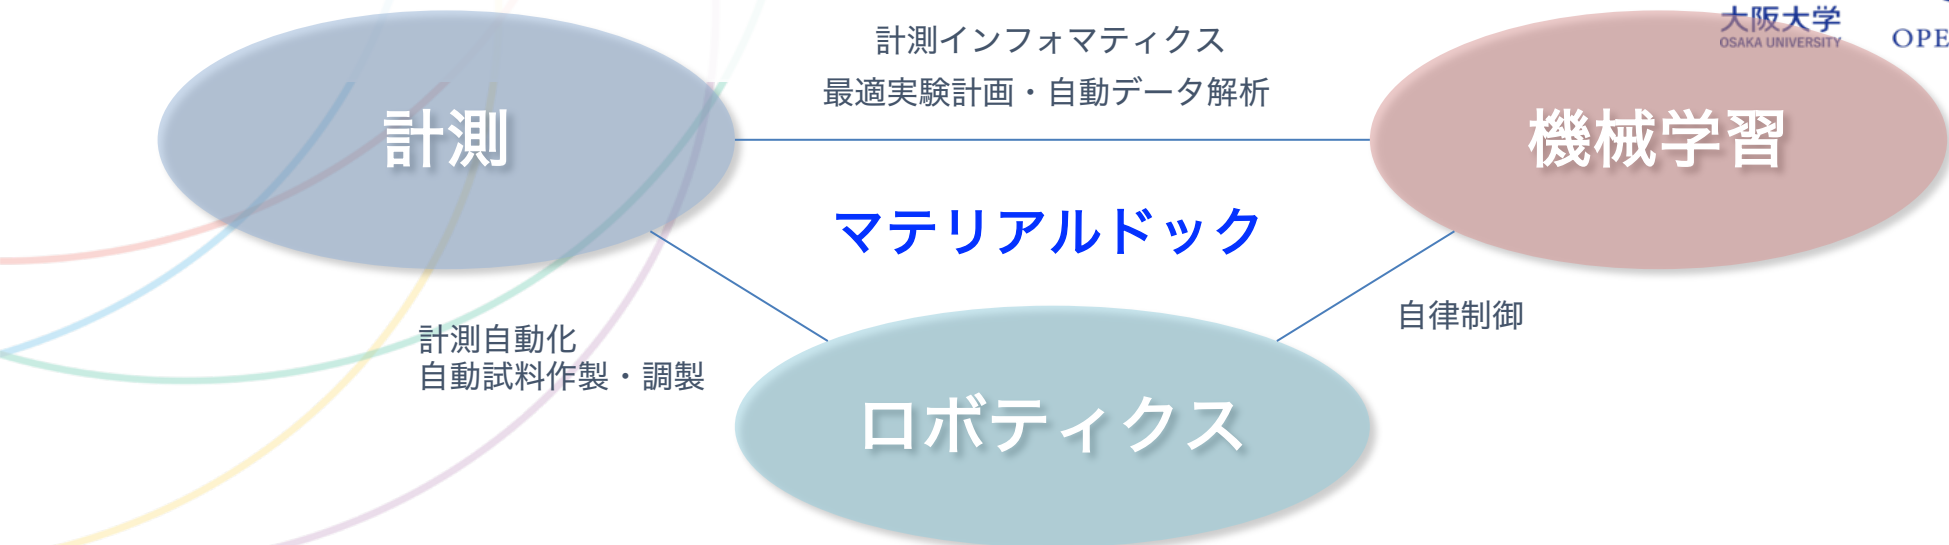 大阪大学
OSAKA UNIVERSITY
OPE
計測インフォマティクス
最適実験計画・自動データ解析
計測
機械学習
マテリアルドック
自律制御
計測自動化
自動試料作製・調製
ロボティクス